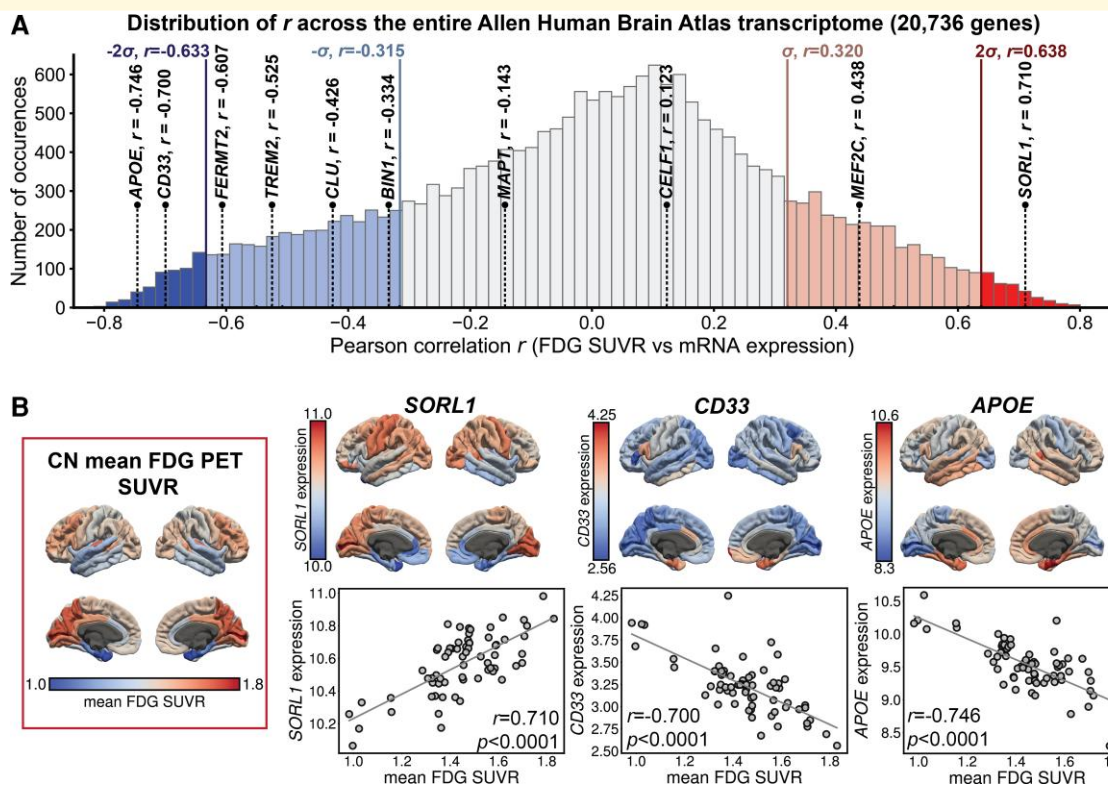 A
Distribution of r across the entire Allen Human Brain Atlas transcriptome (20,736 genes)
-2σ, r=-0.633
-σ, r=-0.315
σ, r=0.320
2σ, r=0.638
APOE, r = -0.746
CD33, r = -0.700
FERMT2, r = -0.607
TREM2, r = -0.525
CLU, r = -0.426
BIN1, r = -0.334
MAPT, r = -0.143
CELF1, r = 0.123
MEF2C, r = 0.438
SORL1, r = 0.710
Number of occurences
600
500
400
300
200
100
0
−0.8 −0.6 −0.4 −0.2 0.0 0.2 0.4 0.6 0.8
Pearson correlation r (FDG SUVR vs mRNA expression)
B
CN mean FDG PET
SUVR
1.0 1.8
mean FDG SUVR
SORL1
11.0
SORL1 expression
10.0
CD33
4.25
CD33 expression
2.56
APOE
10.6
APOE expression
8.3
SORL1 expression
11.0
10.8
10.6
10.4
10.2
r=0.710
p<0.0001
1.0 1.2 1.4 1.6 1.8
mean FDG SUVR
CD33 expression
4.25
4.00
3.75
3.50
3.25
3.00
2.75
2.50
r=-0.700
p<0.0001
1.0 1.2 1.4 1.6 1.8
mean FDG SUVR
APOE expression
10.5
10.0
9.5
9.0
8.5
r=-0.746
p<0.0001
1.0 1.2 1.4 1.6
mean FDG SUVR